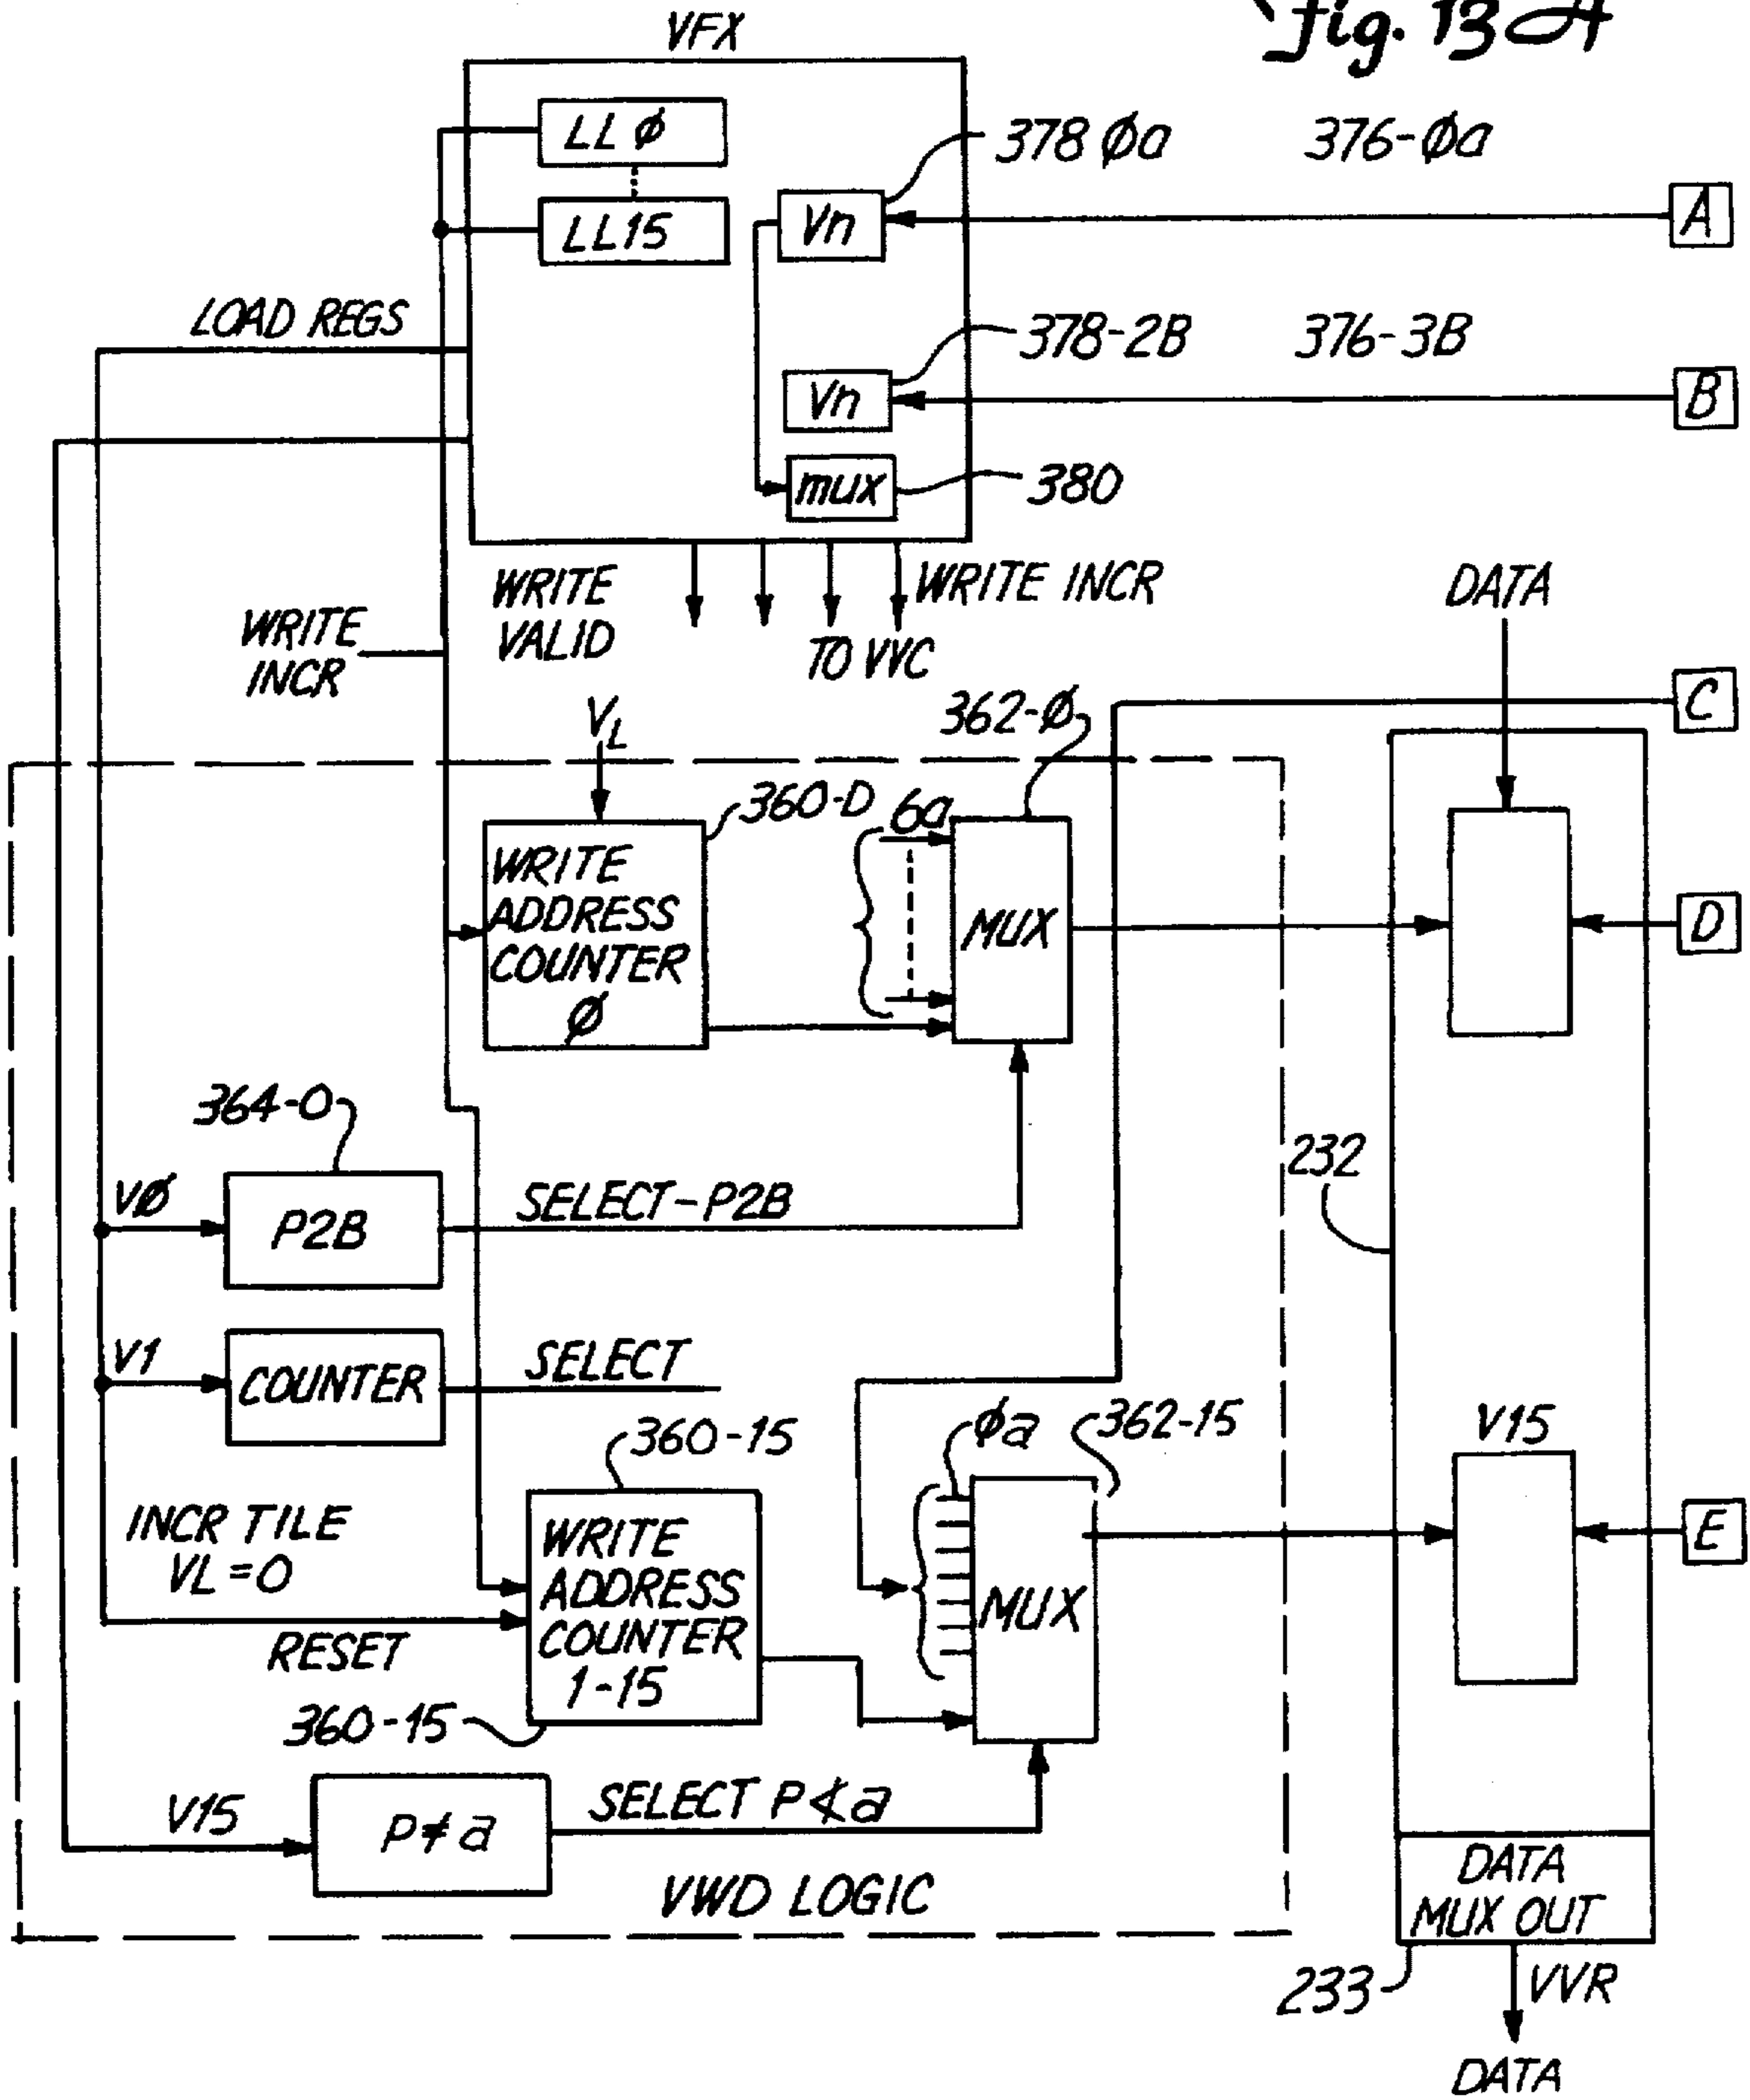 fig. 13A
VFX
LL Ø
378 Øa
376-Øa
Vn
A
LL15
LOAD REGS
378-2B
376-3B
Vn
B
mux
380
WRITE
VALID
WRITE INCR
DATA
WRITE
INCR
TO VVC
VL
362-Ø
C
360-D
6a
WRITE
ADDRESS
COUNTER
Ø
MUX
D
364-0
232
VØ
P2B
SELECT-P2B
V1
COUNTER
SELECT
360-15
Øa
362-15
V15
INCR TILE
VL=0
WRITE
ADDRESS
COUNTER
1-15
MUX
E
RESET
360-15
V15
P≠a
SELECT P∢a
VWD LOGIC
DATA
MUX OUT
233
VVR
DATA